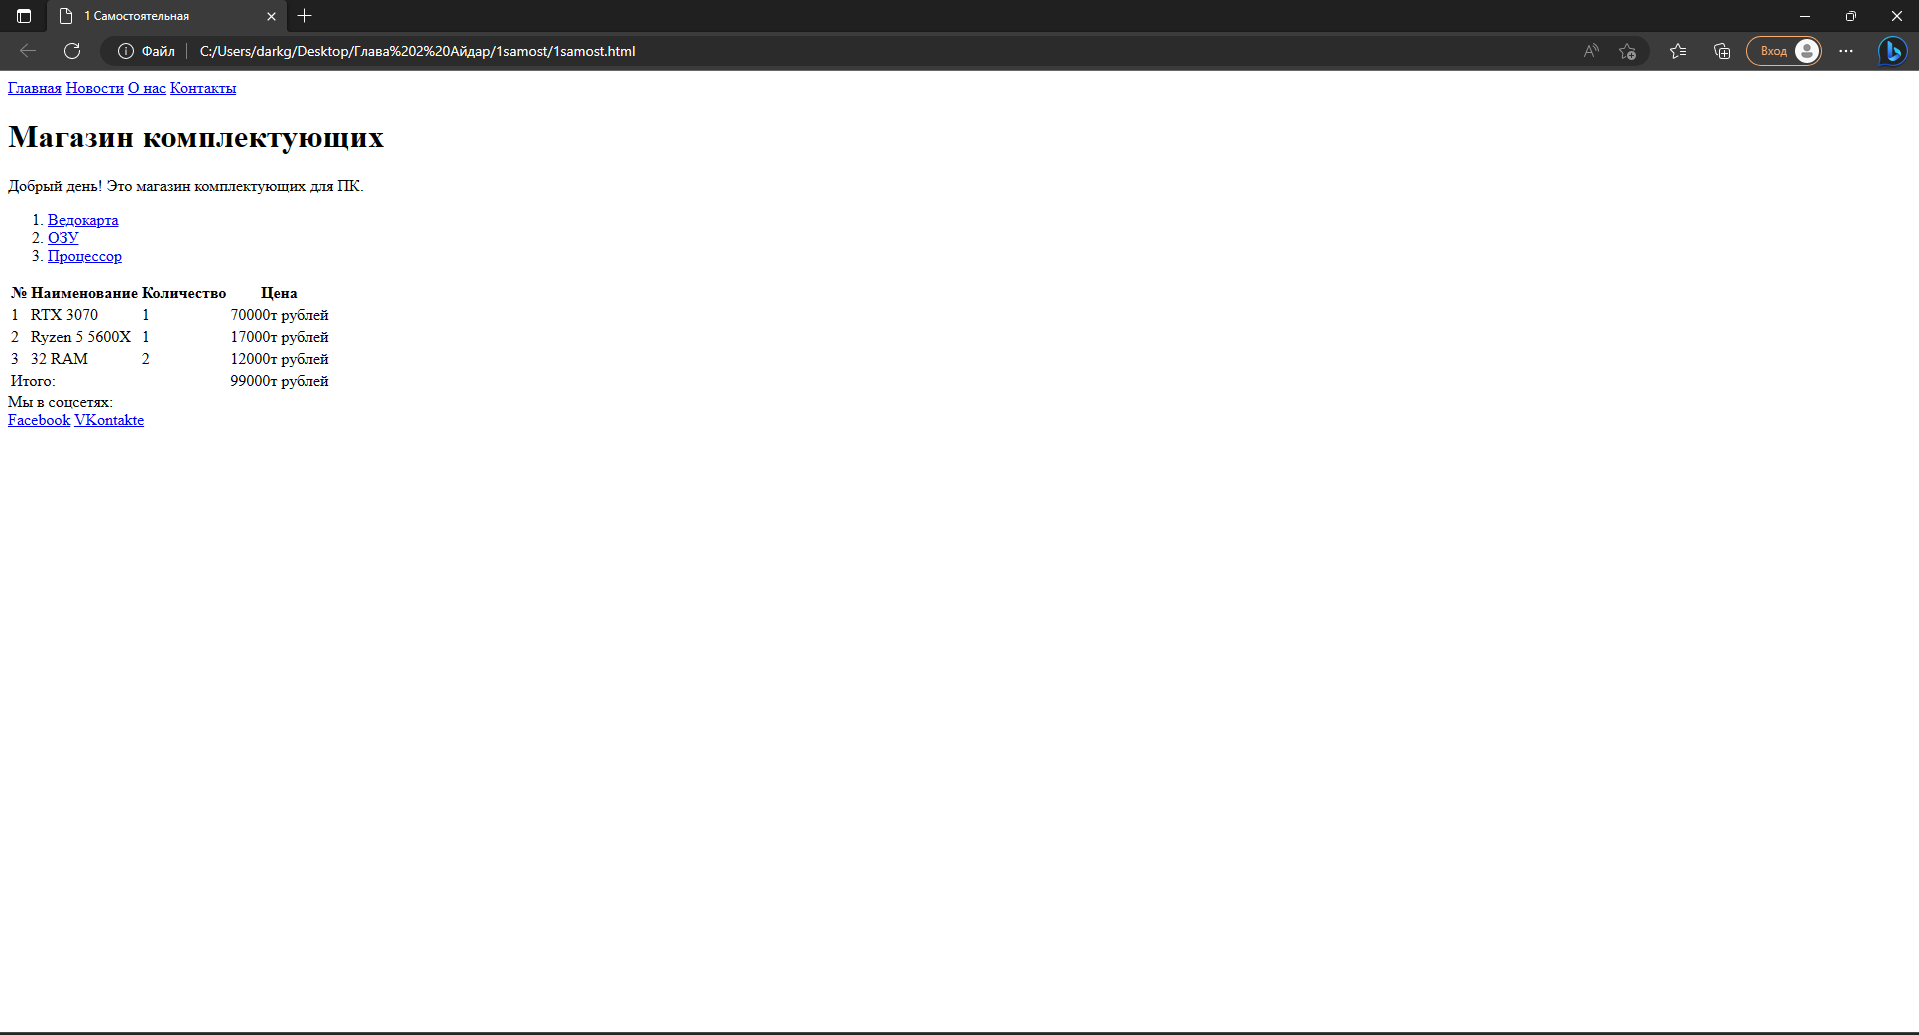 1 Самостоятельная
Файл C:/Users/darkg/Desktop/Глава%202%20Айдар/1samost/1samost.html
Вход
Главная Новости О нас Контакты
Магазин комплектующих
Добрый день! Это магазин комплектующих для ПК.
1. Ведокарта
2. ОЗУ
3. Процессор
№ Наименование Количество Цена
1 RTX 3070 1 70000т рублей
2 Ryzen 5 5600X 1 17000т рублей
3 32 RAM 2 12000т рублей
Итого: 99000т рублей
Мы в соцсетях:
Facebook VKontakte